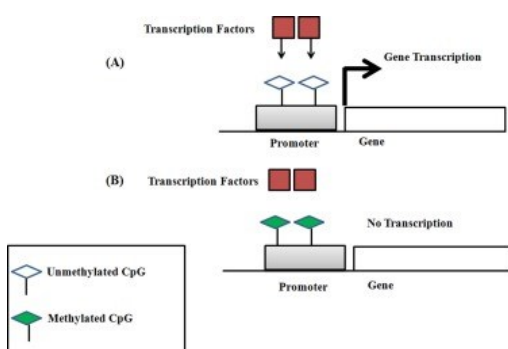 Transcription Factors
(A)
Gene Transcription
Promoter
Gene
(B)
Transcription Factors
No Transcription
Promoter
Gene
Unmethylated CpG
Methylated CpG